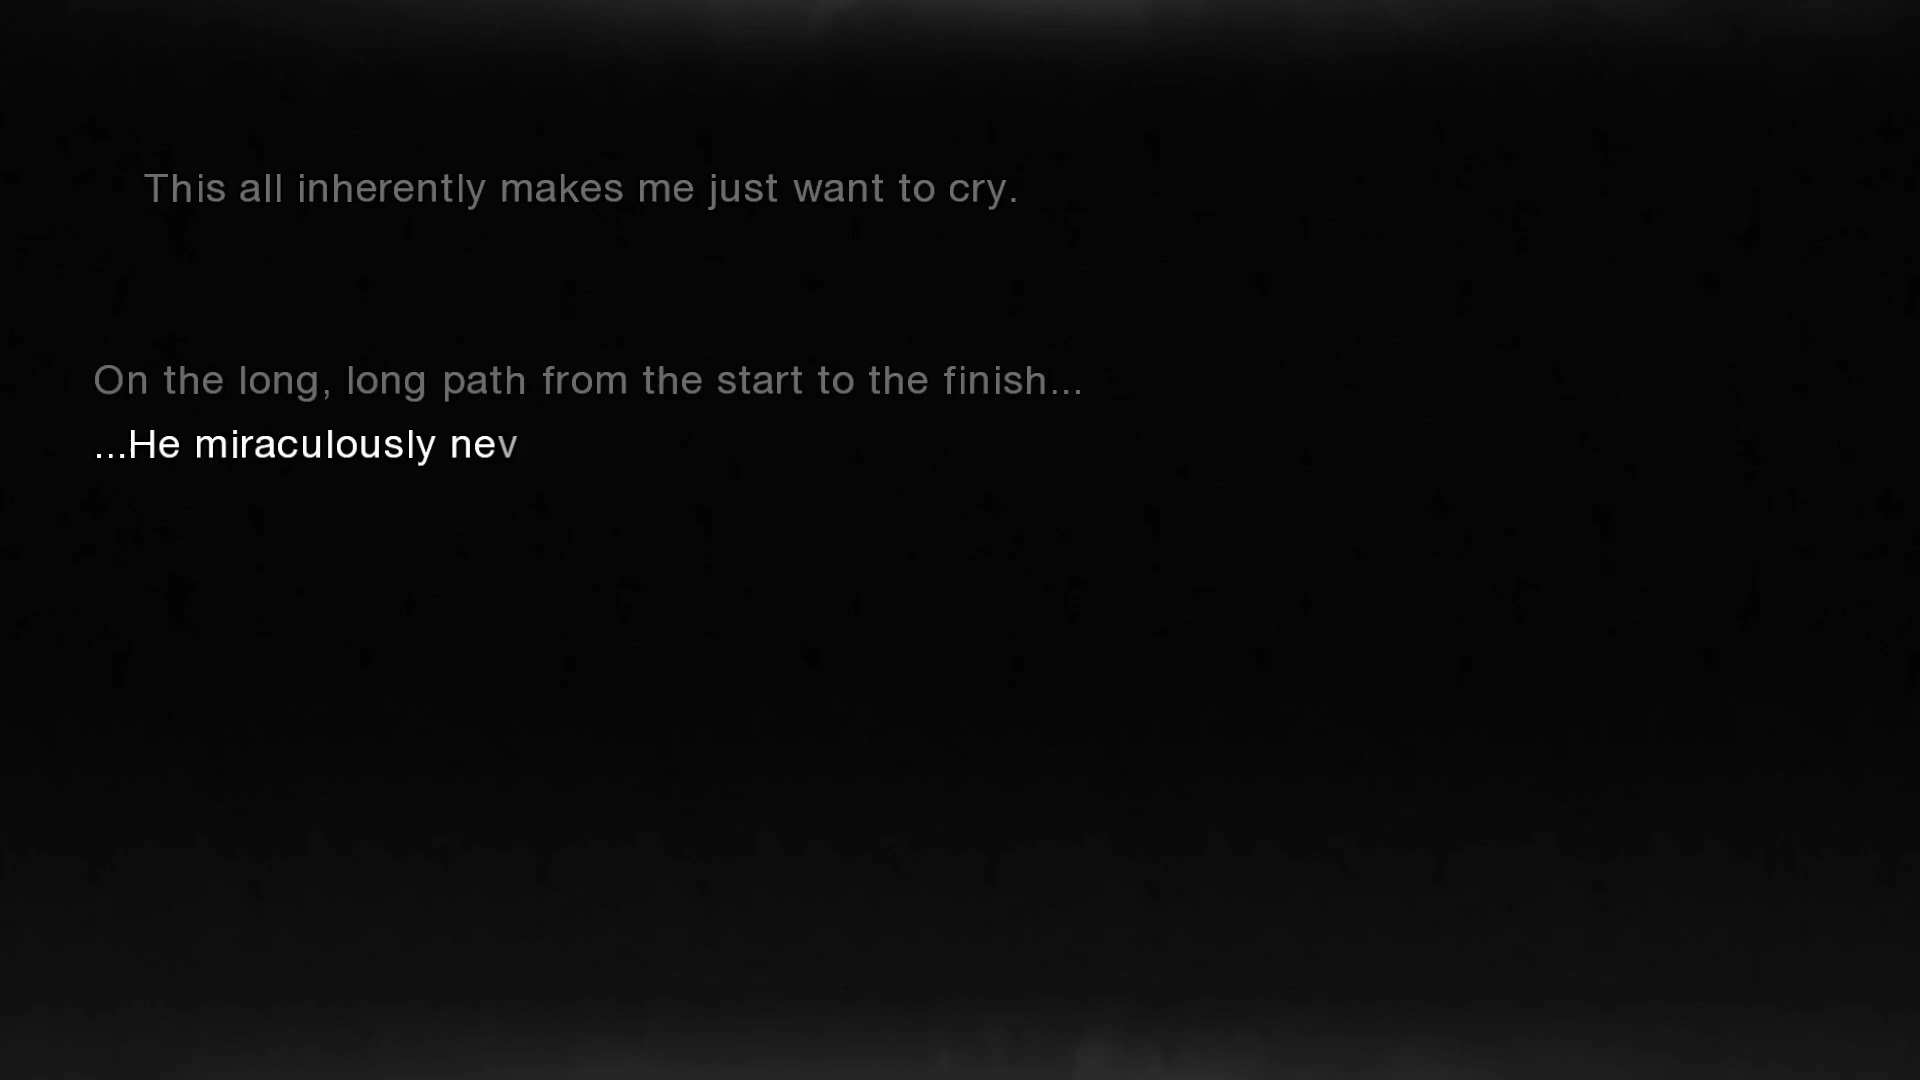 This all inherently makes me just want to cry.
On the long, long path from the start to the finish...
...He miraculously nev